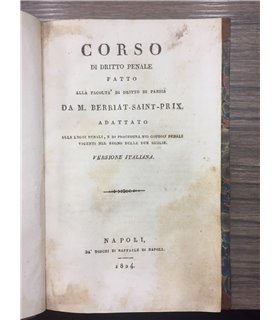 CORSO
DI DRITTO PENALE
FATTO
ALLA FACOLTA' DI DRITTO DI PARIGI
DA M. BERRIAT-SAINT-PRIX,
ADATTATO
ALLE LEGGI PENALI, E DI PROCEDURA NEI GIUDIZI PENALI
VIGENTI NEL REGNO DELLE DUE SICILIE.
VERSIONE ITALIANA.
NAPOLI,
DA' TORCHI DI RAFFAELE DI NAPOLI.
1824.